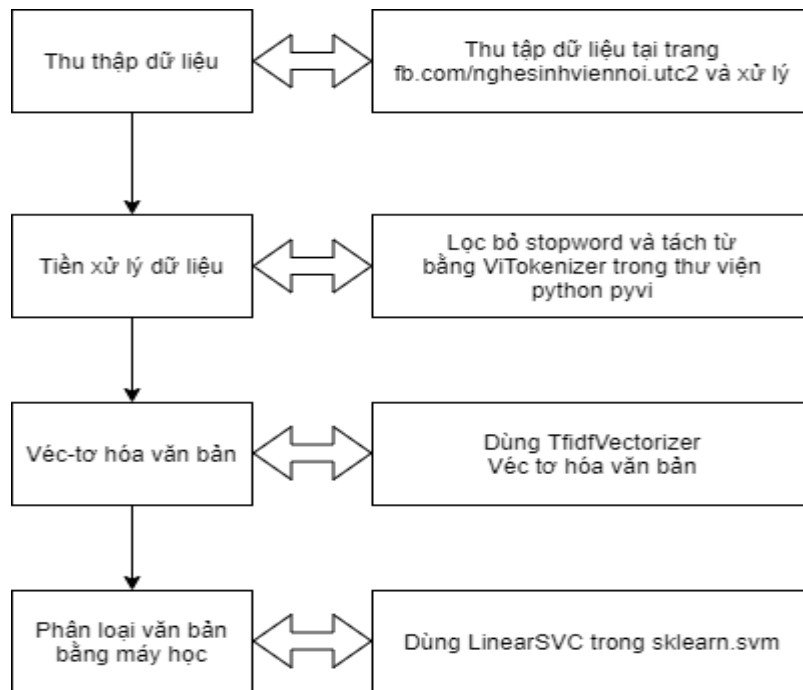 Thu thập dữ liệu
Thu tập dữ liệu tại trang
fb.com/nghesinhviennoi.utc2 và xử lý
Tiền xử lý dữ liệu
Lọc bỏ stopword và tách từ
bằng ViTokenizer trong thư viện
python pyvi
Véc-tơ hóa văn bản
Dùng TfidfVectorizer
Véc tơ hóa văn bản
Phân loại văn bản
bằng máy học
Dùng LinearSVC trong sklearn.svm